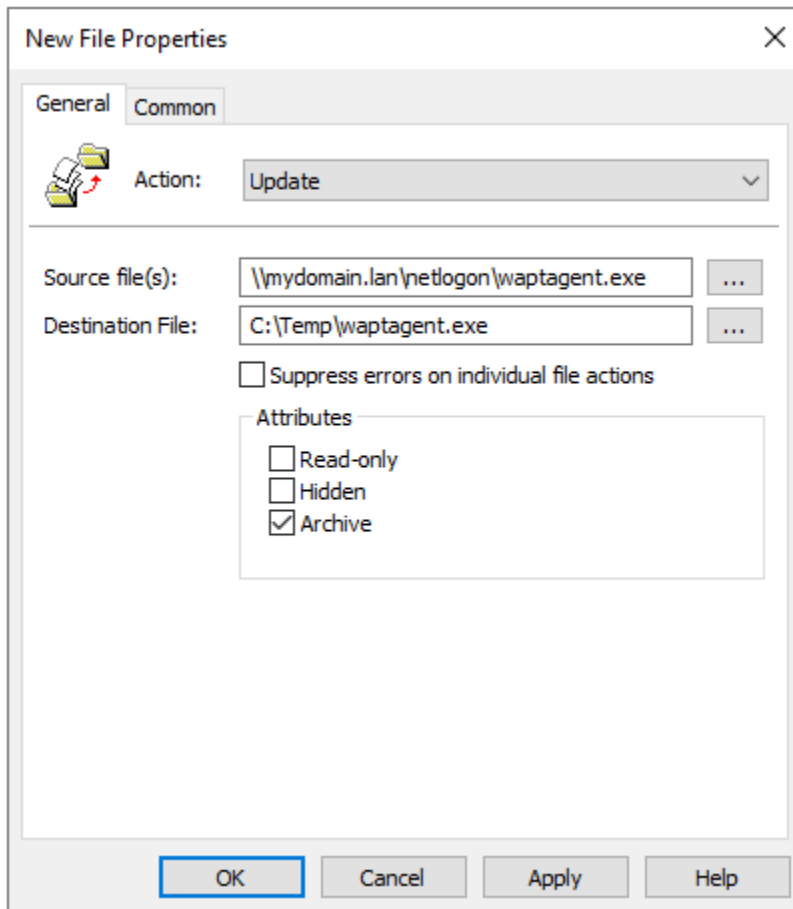 New File Properties
General Common
Action: Update
Source file(s): \\mydomain.lan\netlogon\waptagent.exe ...
Destination File: C:\Temp\waptagent.exe ...
Suppress errors on individual file actions
Attributes
Read-only
Hidden
Archive
OK Cancel Apply Help